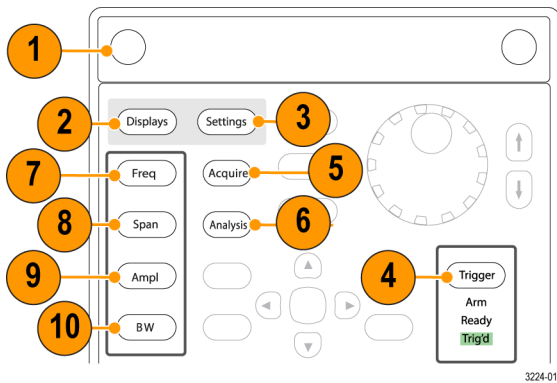 1
2
Displays
Settings
3
7
Freq
Acquire
5
8
Span
Analysis
6
9
Ampl
4
Trigger
10
BW
Arm
Ready
Trig'd
3224-01